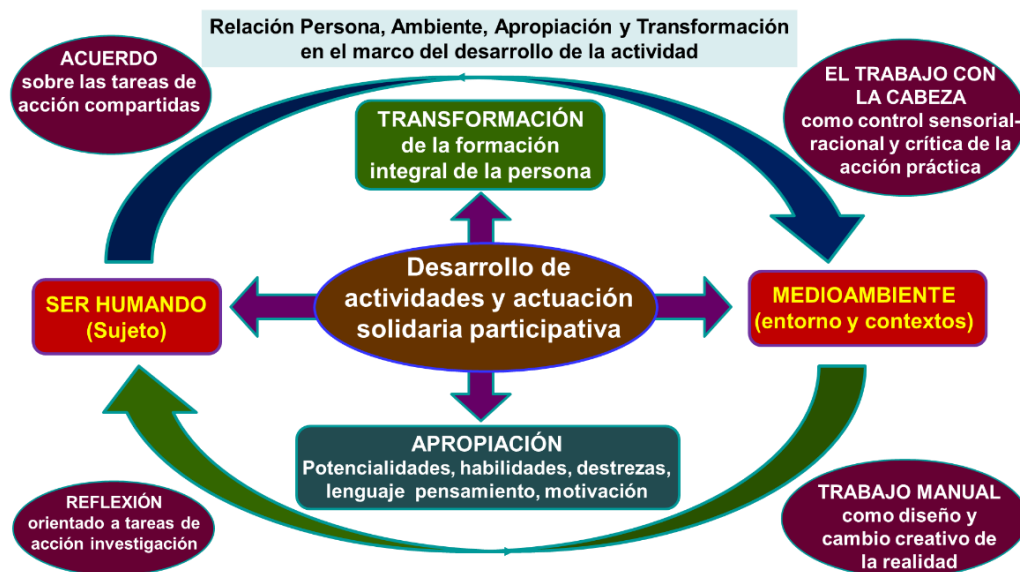 Relación Persona, Ambiente, Apropiación y Transformación
en el marco del desarrollo de la actividad
ACUERDO
sobre las tareas de
acción compartidas
EL TRABAJO CON
LA CABEZA
como control sensorial-
racional y crítica de la
acción práctica
TRANSFORMACIÓN
de la formación
integral de la persona
SER HUMANDO
(Sujeto)
Desarrollo de
actividades y actuación
solidaria participativa
MEDIOAMBIENTE
(entorno y contextos)
APROPIACIÓN
Potencialidades, habilidades, destrezas,
lenguaje pensamiento, motivación
REFLEXIÓN
orientado a tareas de
acción investigación
TRABAJO MANUAL
como diseño y
cambio creativo de
la realidad